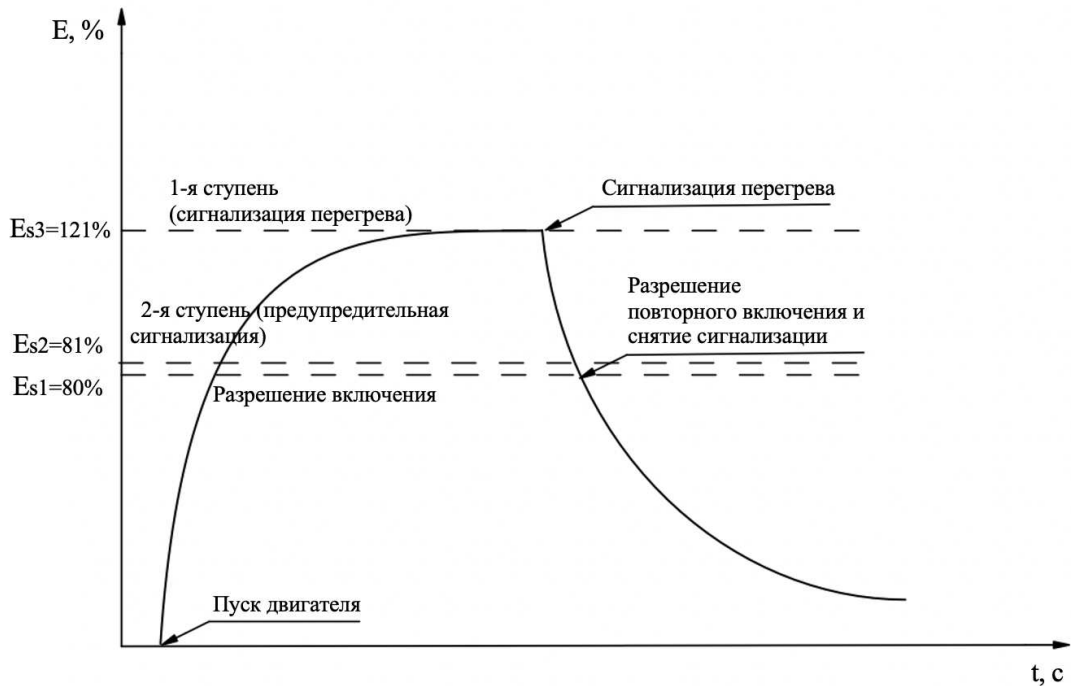 E, %
1-я ступень
(сигнализация перегрева)
Сигнализация перегрева
Es3=121%
Разрешение
повторного включения и
снятие сигнализации
2-я ступень (предупредительная
сигнализация)
Es2=81%
Es1=80%
Разрешение включения
Пуск двигателя
t, с